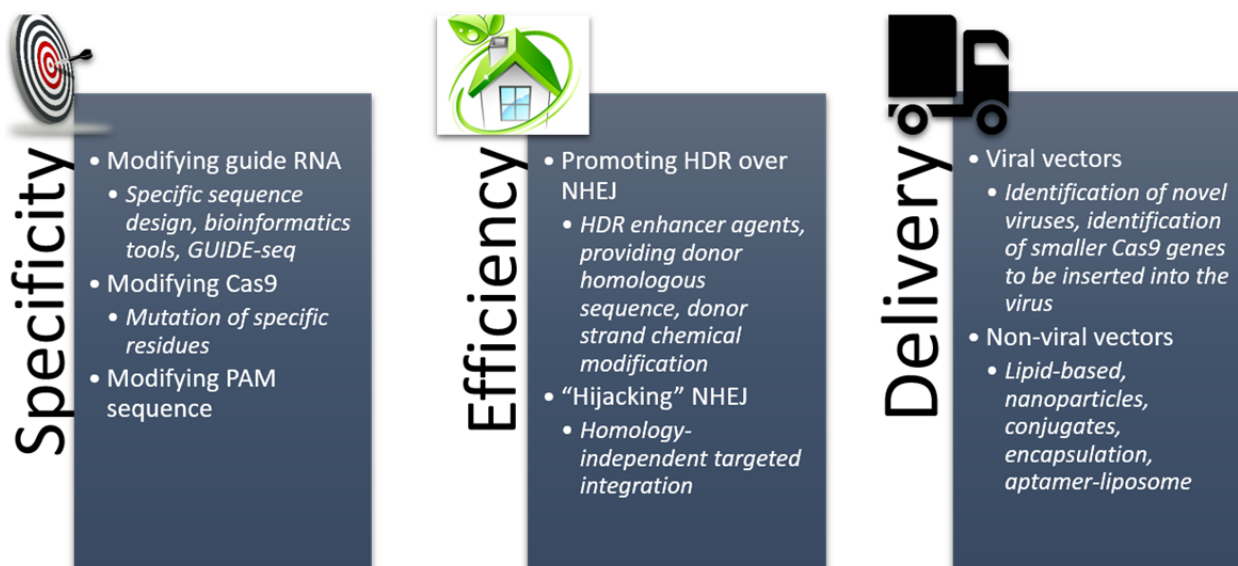 Specificity
• Modifying guide RNA
• Specific sequence
design, bioinformatics
tools, GUIDE-seq
• Modifying Cas9
• Mutation of specific
residues
• Modifying PAM
sequence
Efficiency
• Promoting HDR over
NHEJ
• HDR enhancer agents,
providing donor
homologous
sequence, donor
strand chemical
modification
• “Hijacking” NHEJ
• Homology-
independent targeted
integration
Delivery
• Viral vectors
• Identification of novel
viruses, identification
of smaller Cas9 genes
to be inserted into the
virus
• Non-viral vectors
• Lipid-based,
nanoparticles,
conjugates,
encapsulation,
aptamer-liposome